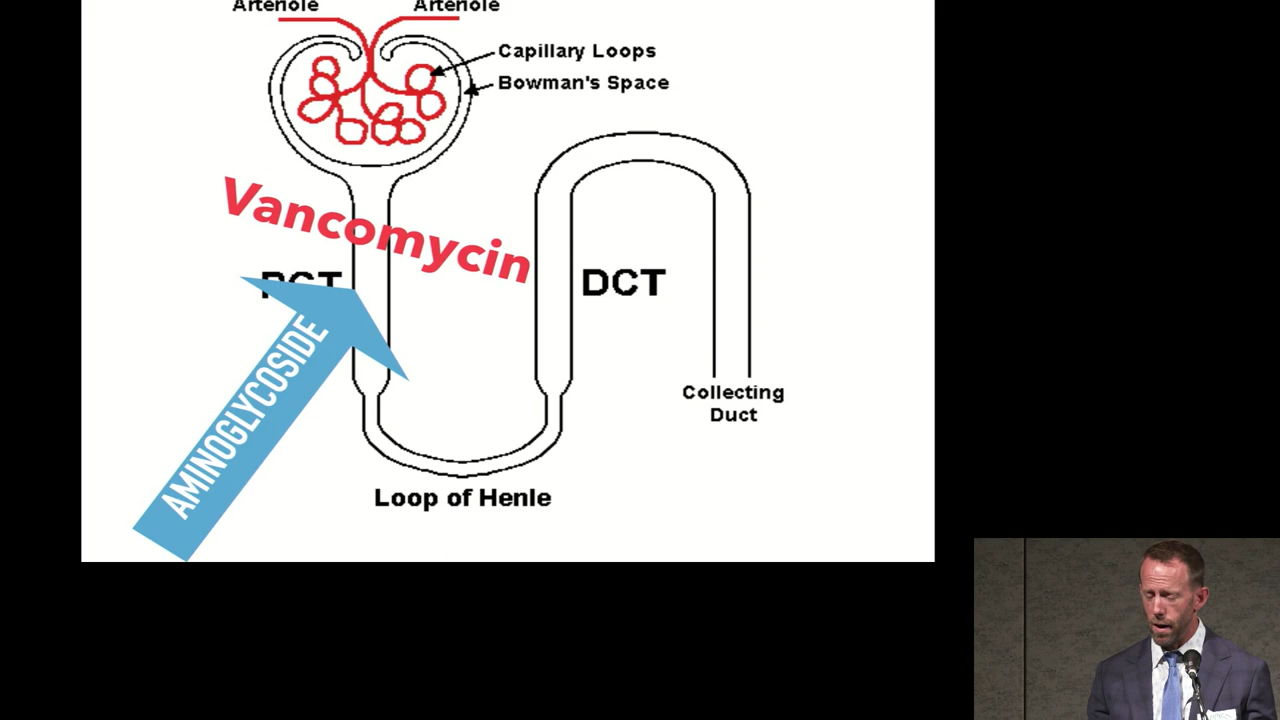 Arteriole Arteriole
Capillary Loops
Bowman's Space
Vancomycin
PCT
DCT
AMINOGLYCOSIDE
Collecting
Duct
Loop of Henle